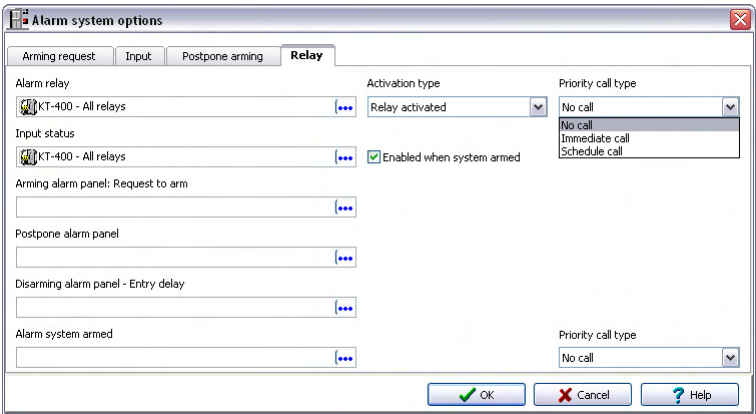 Alarm system options
Arming request Input Postpone arming Relay
Alarm relay Activation type Priority call type
KT-400 - All relays Relay activated No call
No call
Immediate call
Schedule call
Input status
KT-400 - All relays Enabled when system armed
Arming alarm panel: Request to arm
Postpone alarm panel
Disarming alarm panel - Entry delay
Alarm system armed Priority call type
No call
OK Cancel ? Help